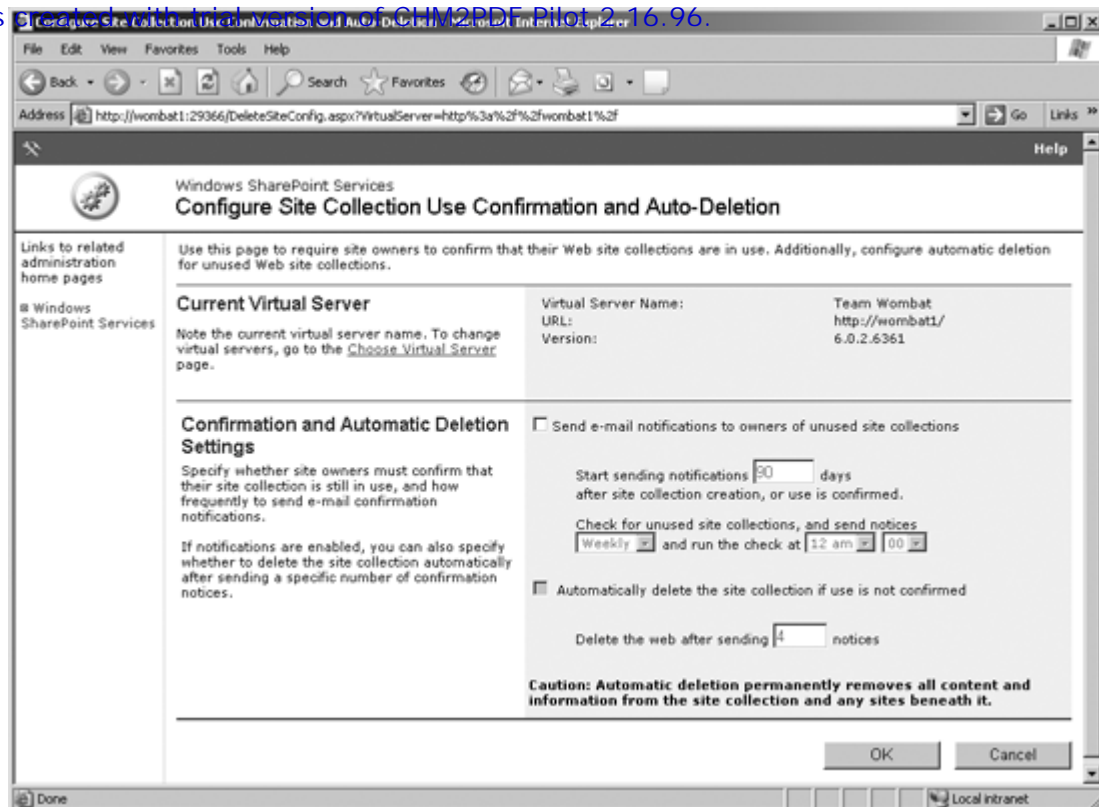 s created with trial version of CHM2PDF Pilot 2.16.96.
Configure Site Collection Use Confirmation and Auto-Deletion - Microsoft Internet Explorer
File Edit View Favorites Tools Help
Back Search Favorites
Address http://wombat1:29366/DeleteSiteConfig.aspx?VirtualServer=http%3a%2f%2fwombat1%2f Go Links »
Help
Windows SharePoint Services
Configure Site Collection Use Confirmation and Auto-Deletion
Links to related
administration
home pages
Windows
SharePoint Services
Use this page to require site owners to confirm that their Web site collections are in use. Additionally, configure automatic deletion
for unused Web site collections.
Current Virtual Server
Note the current virtual server name. To change
virtual servers, go to the Choose Virtual Server
page.
Virtual Server Name: Team Wombat
URL: http://wombat1/
Version: 6.0.2.6361
Confirmation and Automatic Deletion
Settings
Specify whether site owners must confirm that
their site collection is still in use, and how
frequently to send e-mail confirmation
notifications.
If notifications are enabled, you can also specify
whether to delete the site collection automatically
after sending a specific number of confirmation
notices.
Send e-mail notifications to owners of unused site collections
Start sending notifications 90 days
after site collection creation, or use is confirmed.
Check for unused site collections, and send notices
Weekly and run the check at 12 am 00
Automatically delete the site collection if use is not confirmed
Delete the web after sending 4 notices
Caution: Automatic deletion permanently removes all content and
information from the site collection and any sites beneath it.
OK Cancel
Done Local intranet